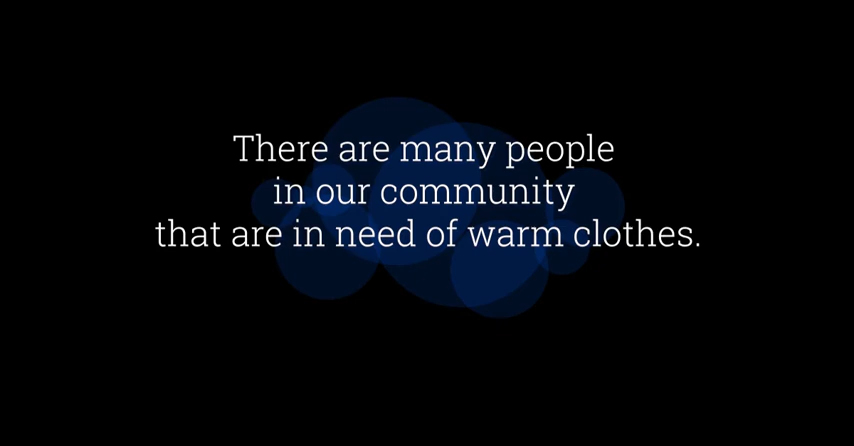 There are many people
in our community
that are in need of warm clothes.